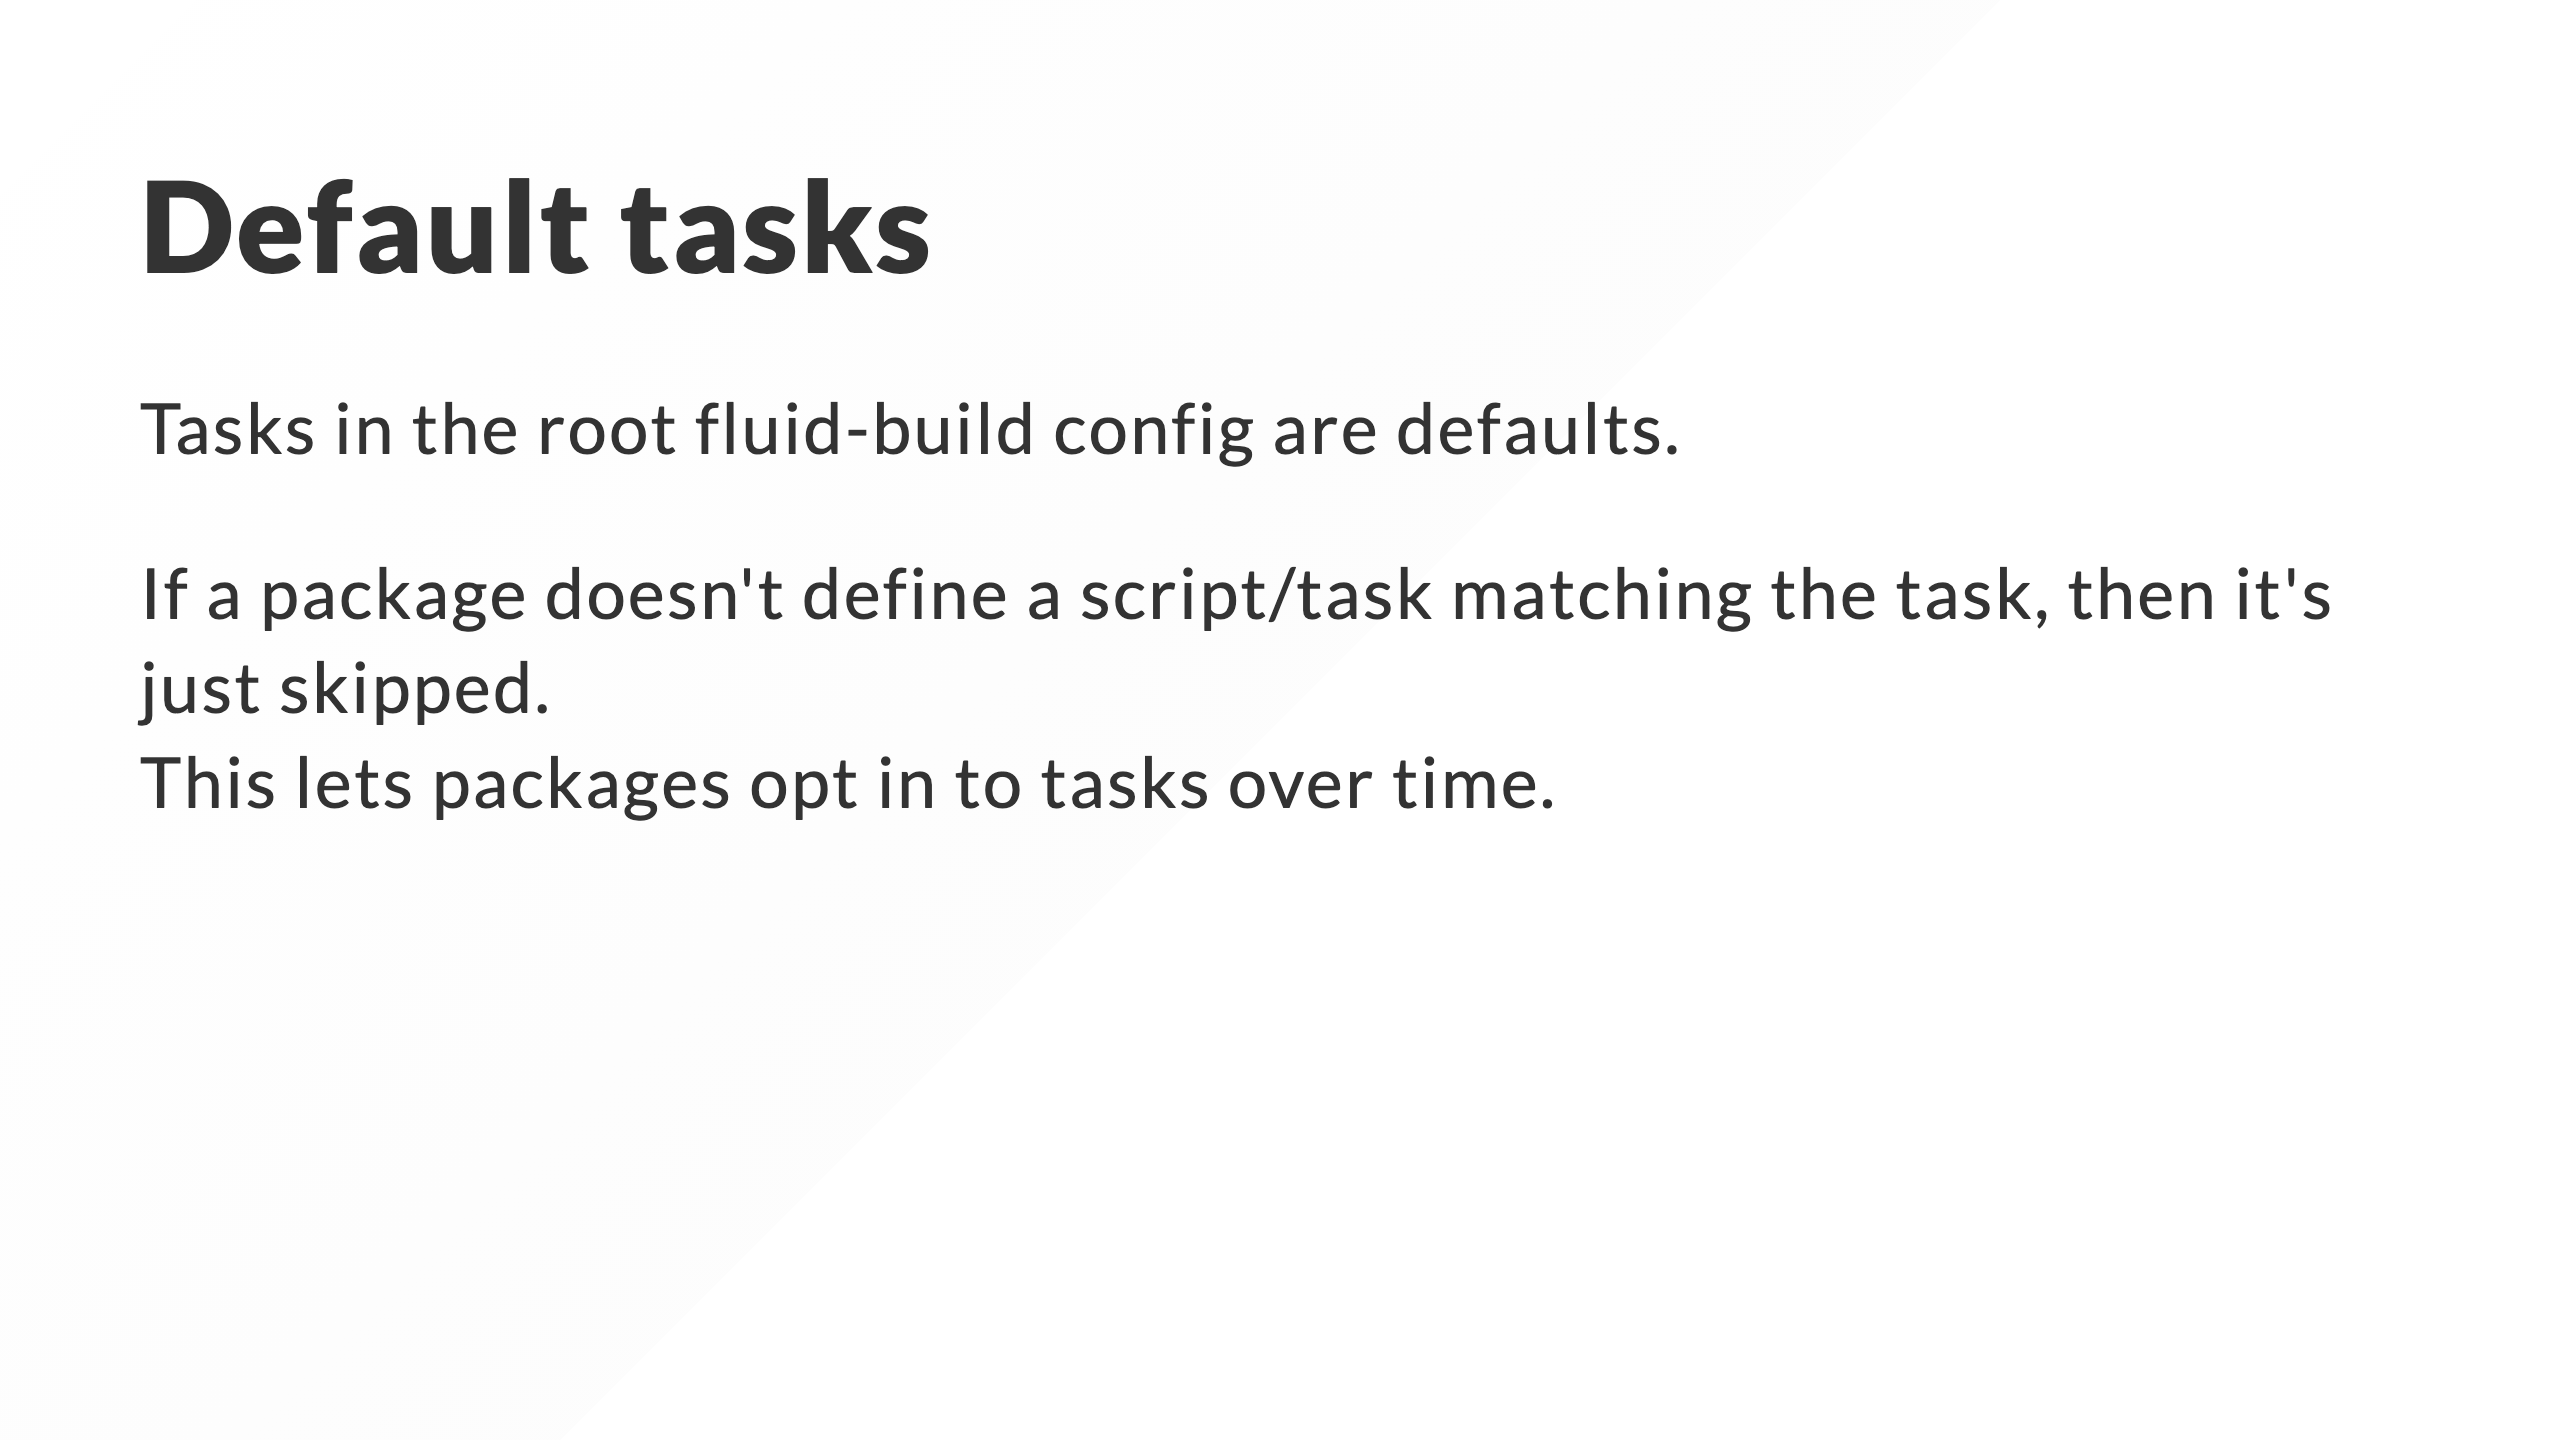 Default tasks
Tasks in the root fluid-build config are defaults.
If a package doesn't define a script/task matching the task, then it's
just skipped.
This lets packages opt in to tasks over time.